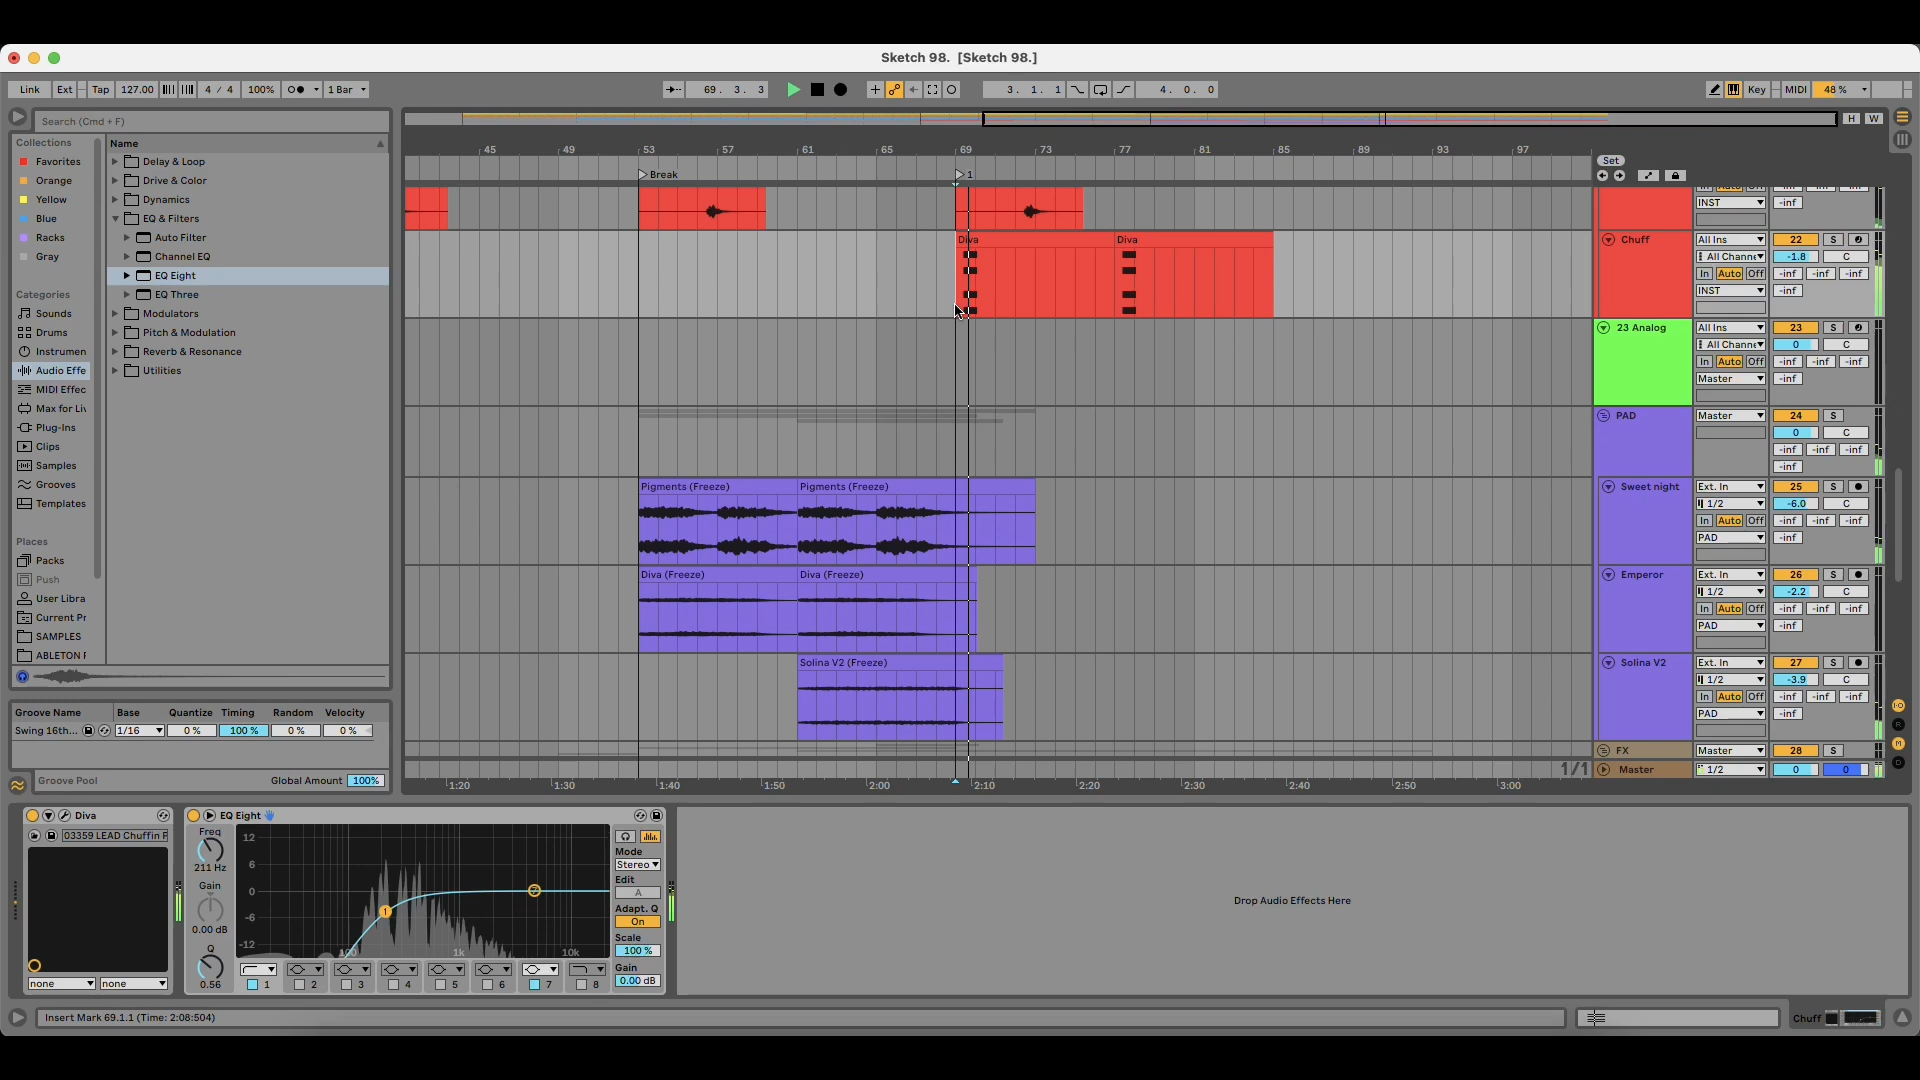 Sketch 98.  [Sketch 98.]
Link Ext Tap 127.00 4 / 4 100% 1 Bar 69. 3. 3 3. 1. 1 4. 0. 0 Key MIDI 48 %
Search (Cmd + F)
H W
Collections
Favorites
Orange
Yellow
Blue
Racks
Gray
Categories
Sounds
Drums
Instrumen
Audio Effe
MIDI Effec
Max for Liv
Plug-Ins
Clips
Samples
Grooves
Templates
Places
Packs
Push
User Libra
Current Pr
SAMPLES
ABLETON F
Name
Delay & Loop
Drive & Color
Dynamics
EQ & Filters
Auto Filter
Channel EQ
EQ Eight
EQ Three
Modulators
Pitch & Modulation
Reverb & Resonance
Utilities
Groove Name Base Quantize Timing Random Velocity
Swing 16th... 1/16 0 % 100 % 0 % 0 %
Groove Pool Global Amount 100%
45 49 53 57 61 65 69 73 77 81 85 89 93 97
Break 1
Set
Diva Diva
Pigments (Freeze) Pigments (Freeze)
Diva (Freeze) Diva (Freeze)
Solina V2 (Freeze)
1/1
1:20 1:30 1:40 1:50 2:00 2:10 2:20 2:30 2:40 2:50 3:00
INST -inf
Chuff All Ins 22 S
All Channe -1.8 C
In Auto Off -inf -inf -inf
INST -inf
23 Analog All Ins 23 S
All Channe 0 C
In Auto Off -inf -inf -inf
Master -inf
PAD Master 24 S
0 C
-inf -inf -inf
-inf
Sweet night Ext. In 25 S
1/2 -6.0 C
In Auto Off -inf -inf -inf
PAD -inf
Emperor Ext. In 26 S
1/2 -2.2 C
In Auto Off -inf -inf -inf
PAD -inf
Solina V2 Ext. In 27 S
1/2 -3.9 C
In Auto Off -inf -inf -inf
PAD -inf
FX Master 28 S
Master 1/2 0 0
I·O
R
M
D
Diva
03359 LEAD Chuffin F
none none
EQ Eight
Freq
211 Hz
Gain
0.00 dB
Q
0.56
12
6
0
-6
-12
100 1k 10k
1
7
1 2 3 4 5 6 7 8
Mode
Stereo
Edit
A
Adapt. Q
On
Scale
100 %
Gain
0.00 dB
Drop Audio Effects Here
Insert Mark 69.1.1 (Time: 2:08:504)
Chuff